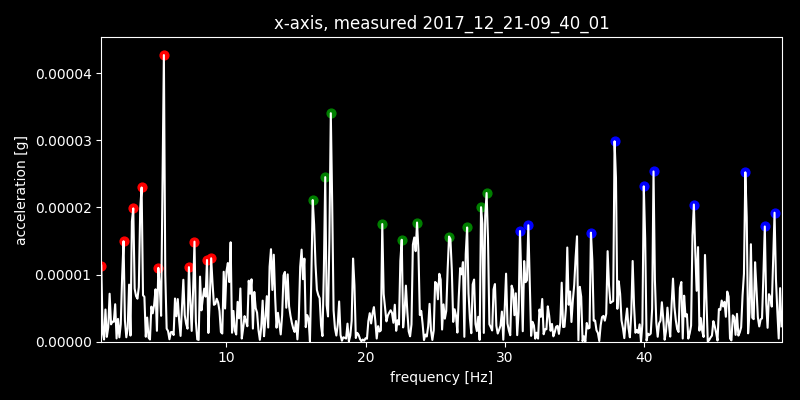 x-axis, measured 2017_12_21-09_40_01
acceleration [g]
0.00004
0.00003
0.00002
0.00001
0.00000
10 20 30 40
frequency [Hz]